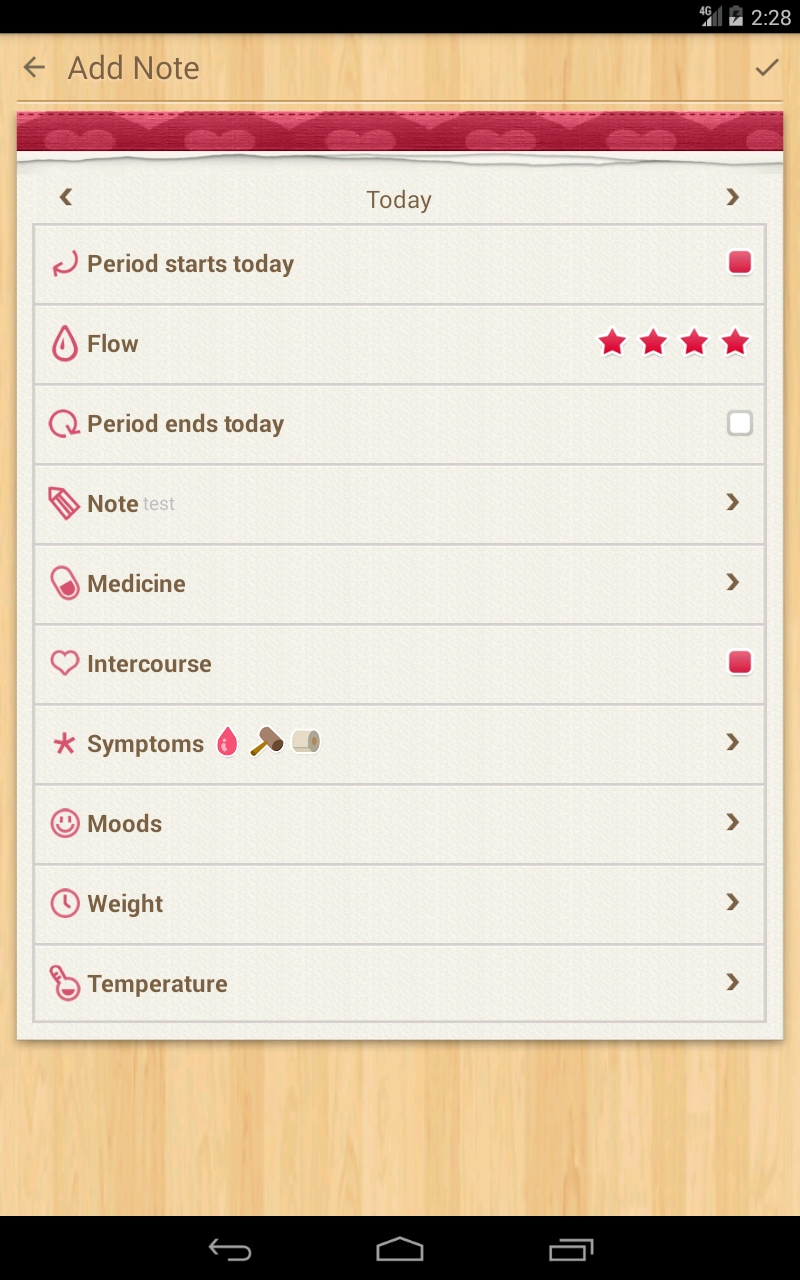 4G 2:28
Add Note
Today
Period starts today
Flow
Period ends today
Note test
Medicine
Intercourse
Symptoms
Moods
Weight
Temperature